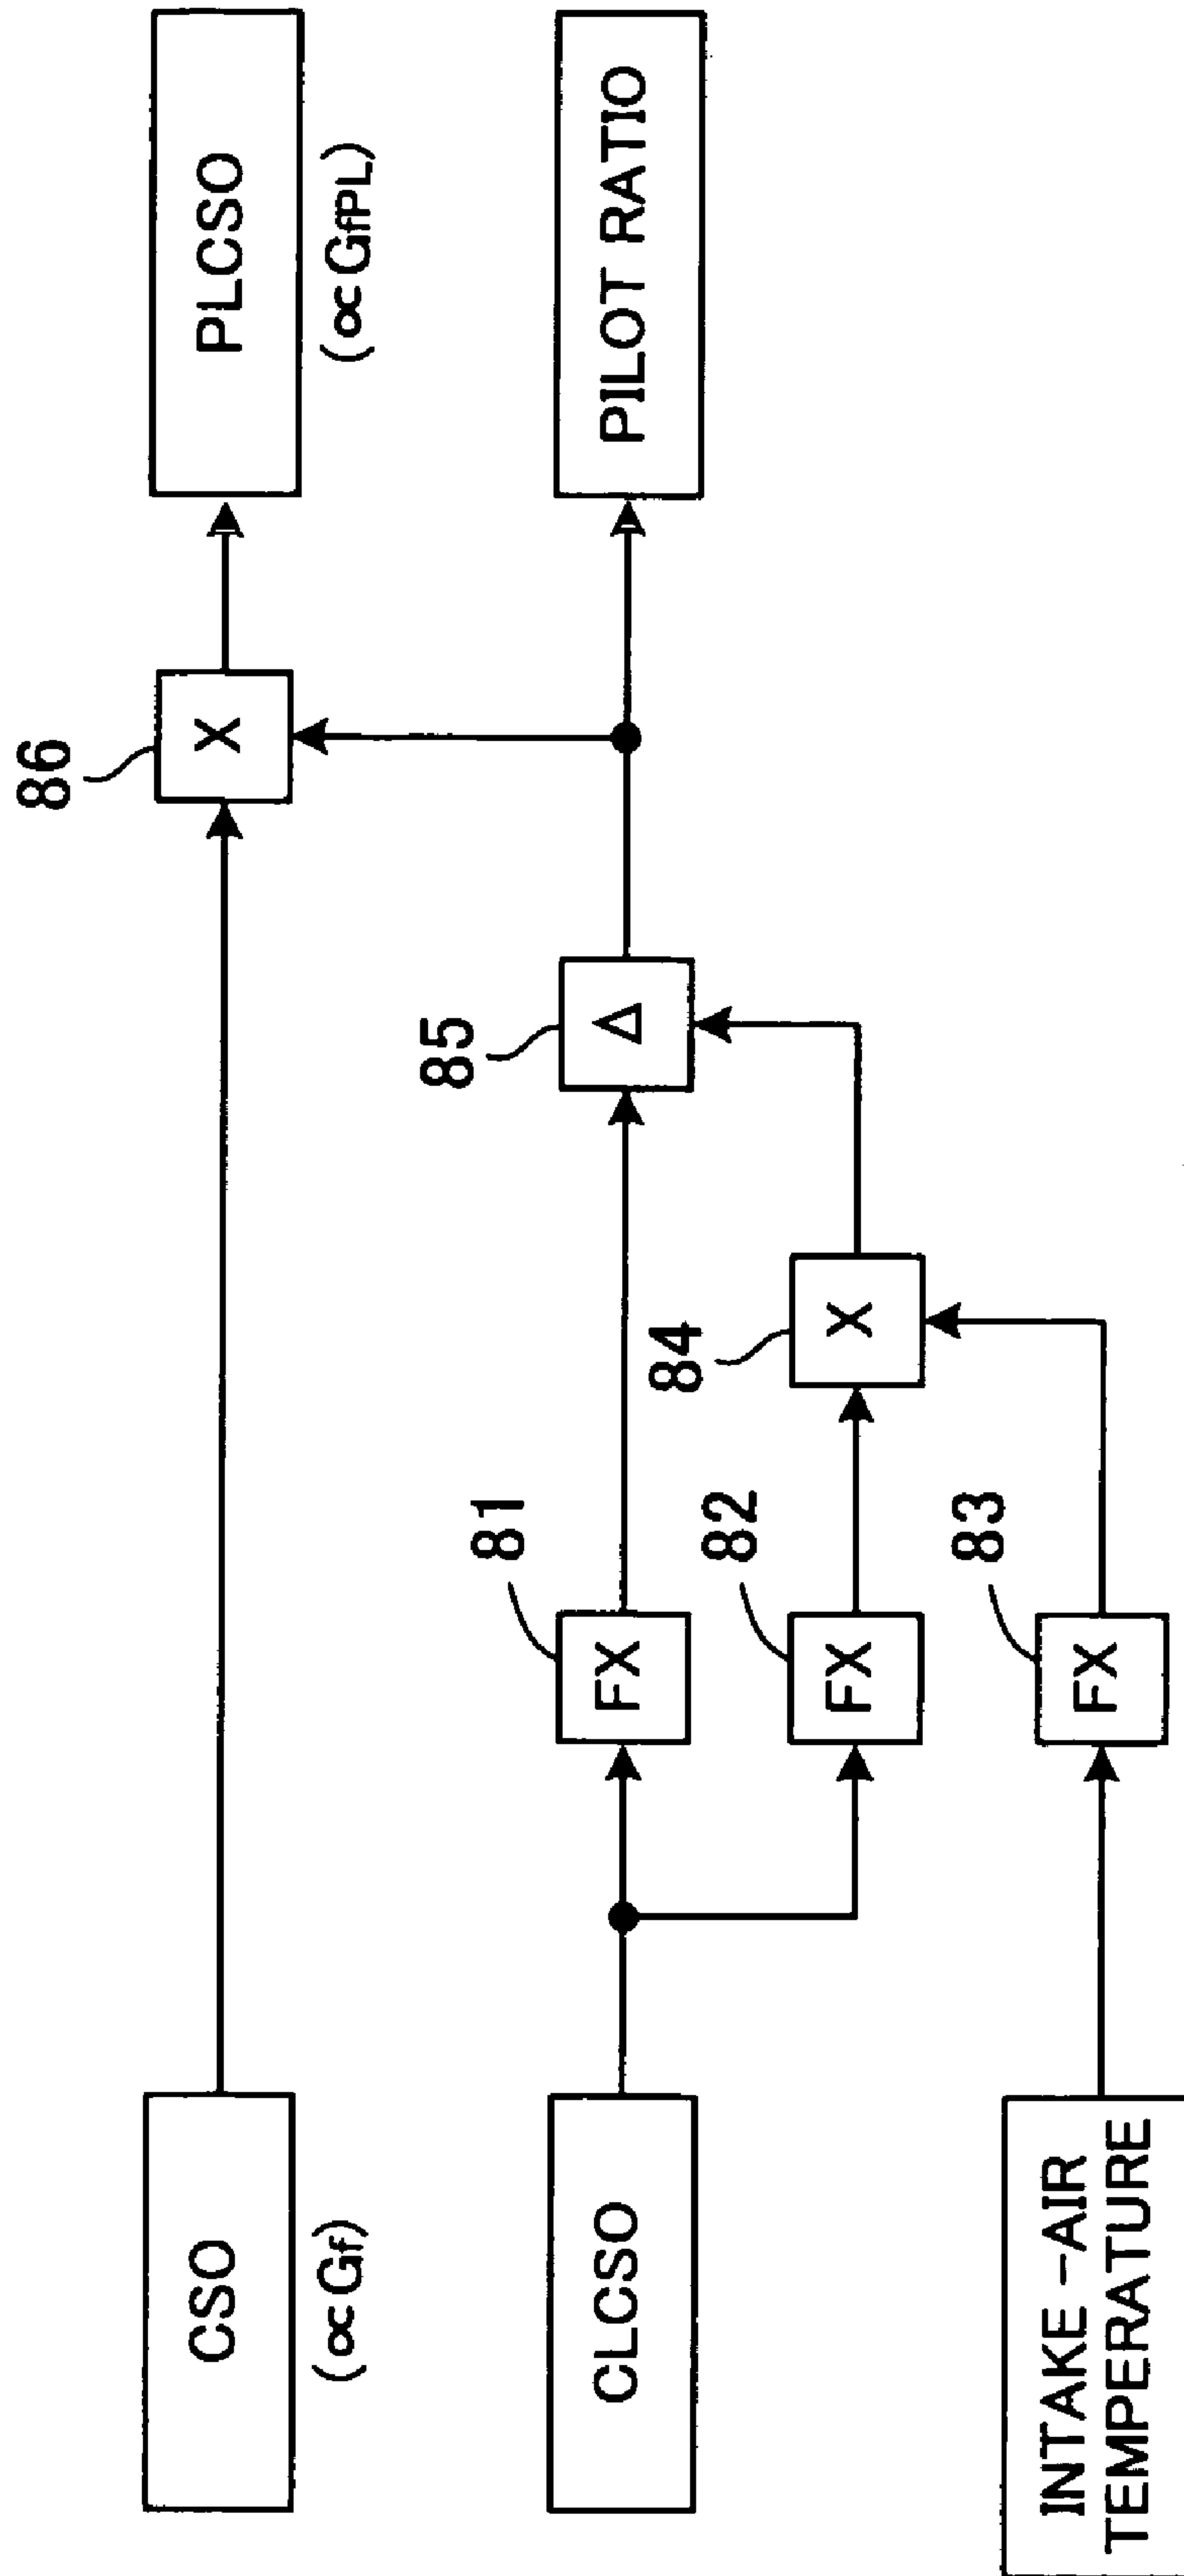 CSO
(∝Gf)
86
X
PLCSO
(∝GfPL)
CLCSO
81
FX
85
Δ
PILOT RATIO
82
FX
84
X
INTAKE-AIR
TEMPERATURE
83
FX